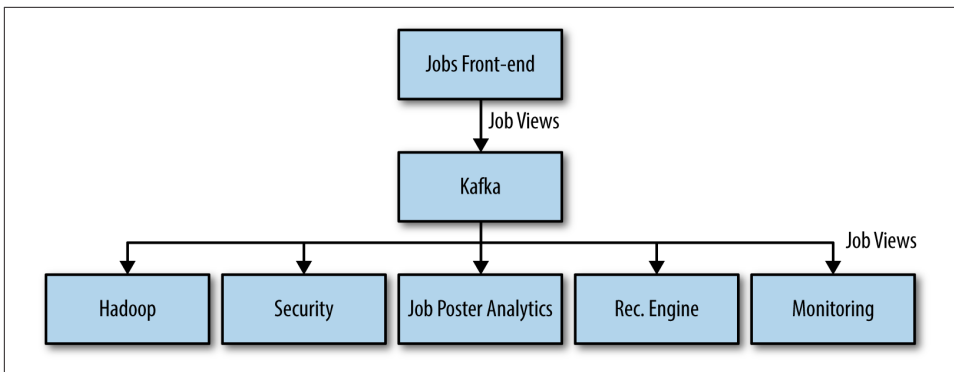 Jobs Front-end
Job Views
Kafka
Job Views
Hadoop
Security
Job Poster Analytics
Rec. Engine
Monitoring